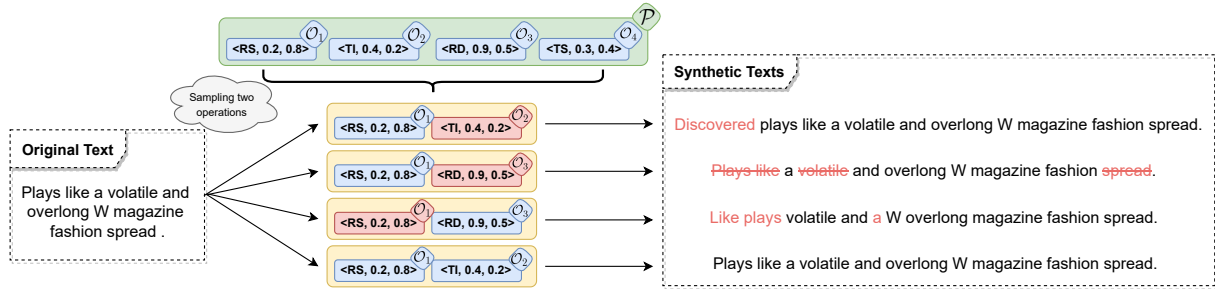 𝒫
<RS, 0.2, 0.8> 𝒪₁ <TI, 0.4, 0.2> 𝒪₂ <RD, 0.9, 0.5> 𝒪₃ <TS, 0.3, 0.4> 𝒪₄
Sampling two
operations
Original Text
Plays like a volatile and
overlong W magazine
fashion spread .
<RS, 0.2, 0.8> 𝒪₁ <TI, 0.4, 0.2> 𝒪₂
<RS, 0.2, 0.8> 𝒪₁ <RD, 0.9, 0.5> 𝒪₃
<RS, 0.2, 0.8> 𝒪₁ <RD, 0.9, 0.5> 𝒪₃
<RS, 0.2, 0.8> 𝒪₁ <TI, 0.4, 0.2> 𝒪₂
Synthetic Texts
Discovered plays like a volatile and overlong W magazine fashion spread.
Plays like a volatile and overlong W magazine fashion spread.
Like plays volatile and a W overlong magazine fashion spread.
Plays like a volatile and overlong W magazine fashion spread.